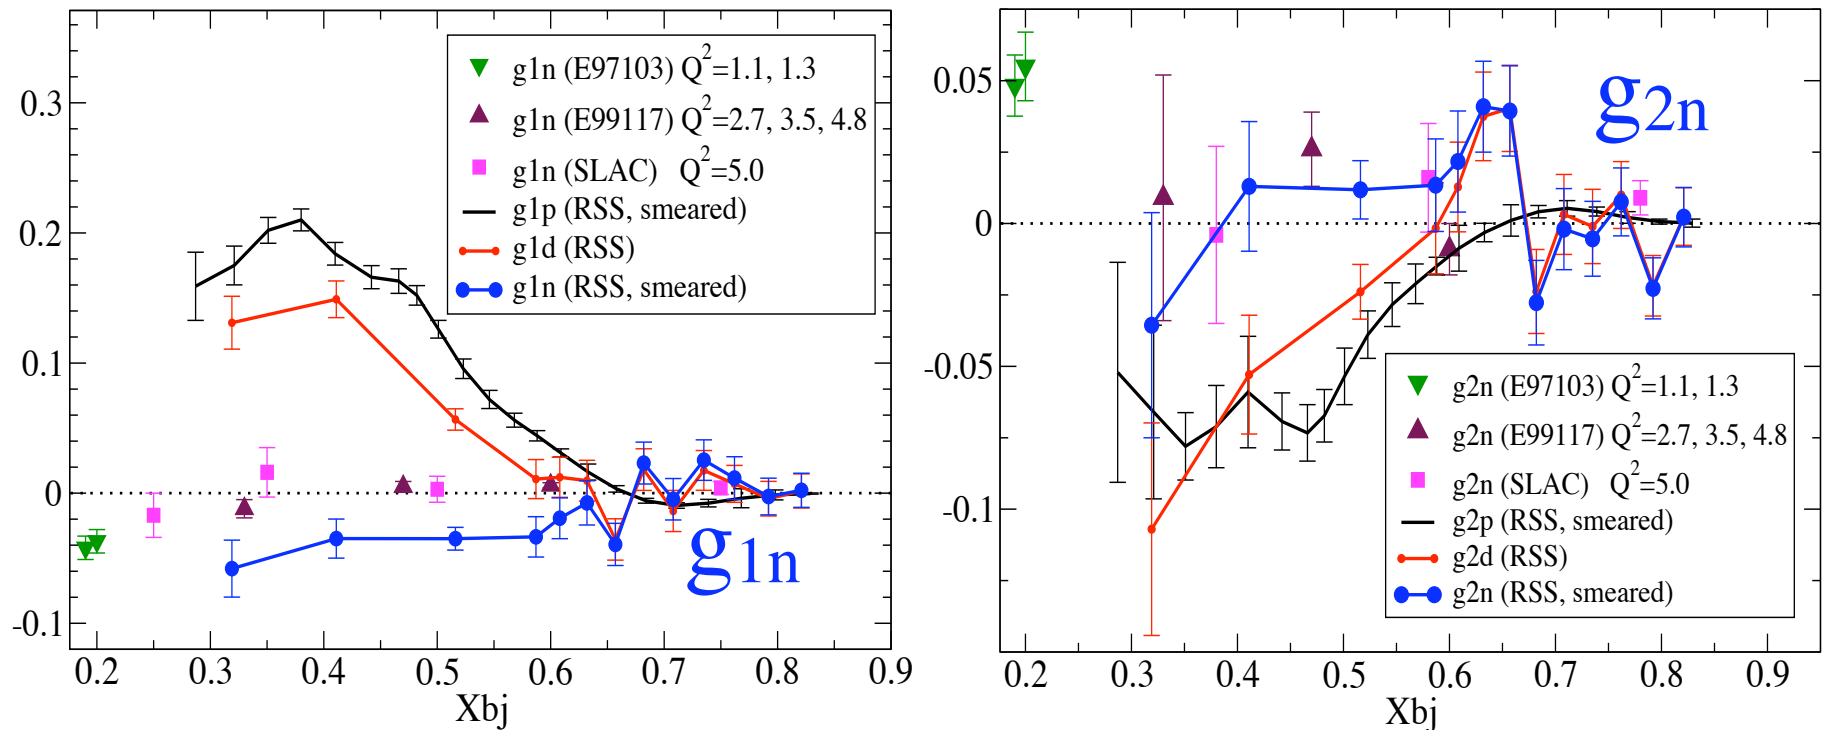 g1n (E97103) Q²=1.1, 1.3
g1n (E99117) Q²=2.7, 3.5, 4.8
g1n (SLAC) Q²=5.0
g1p (RSS, smeared)
g1d (RSS)
g1n (RSS, smeared)
0.3
0.2
0.1
0
-0.1
g1n
0.2 0.3 0.4 0.5 0.6 0.7 0.8 0.9
Xbj
0.05
0
-0.05
-0.1
g2n
g2n (E97103) Q²=1.1, 1.3
g2n (E99117) Q²=2.7, 3.5, 4.8
g2n (SLAC) Q²=5.0
g2p (RSS, smeared)
g2d (RSS)
g2n (RSS, smeared)
0.2 0.3 0.4 0.5 0.6 0.7 0.8 0.9
Xbj